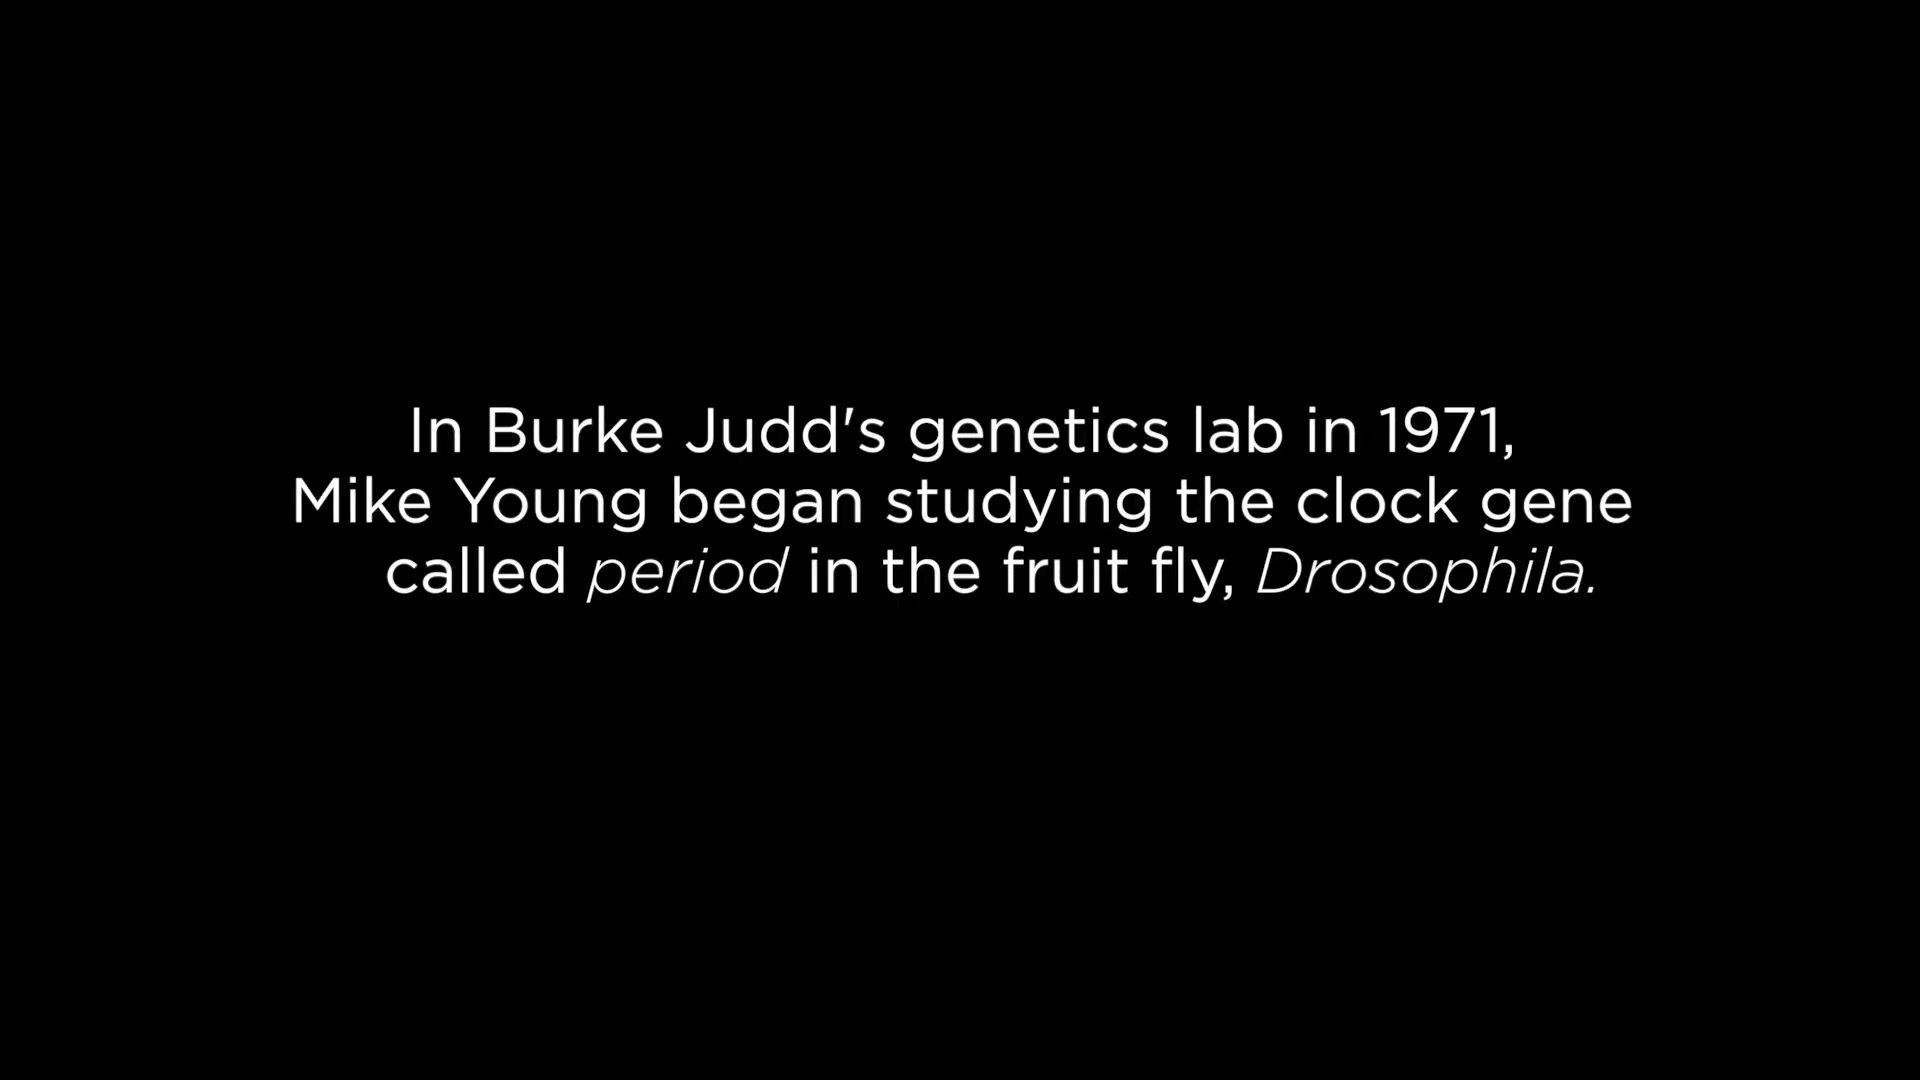 In Burke Judd's genetics lab in 1971,
Mike Young began studying the clock gene
called period in the fruit fly, Drosophila.